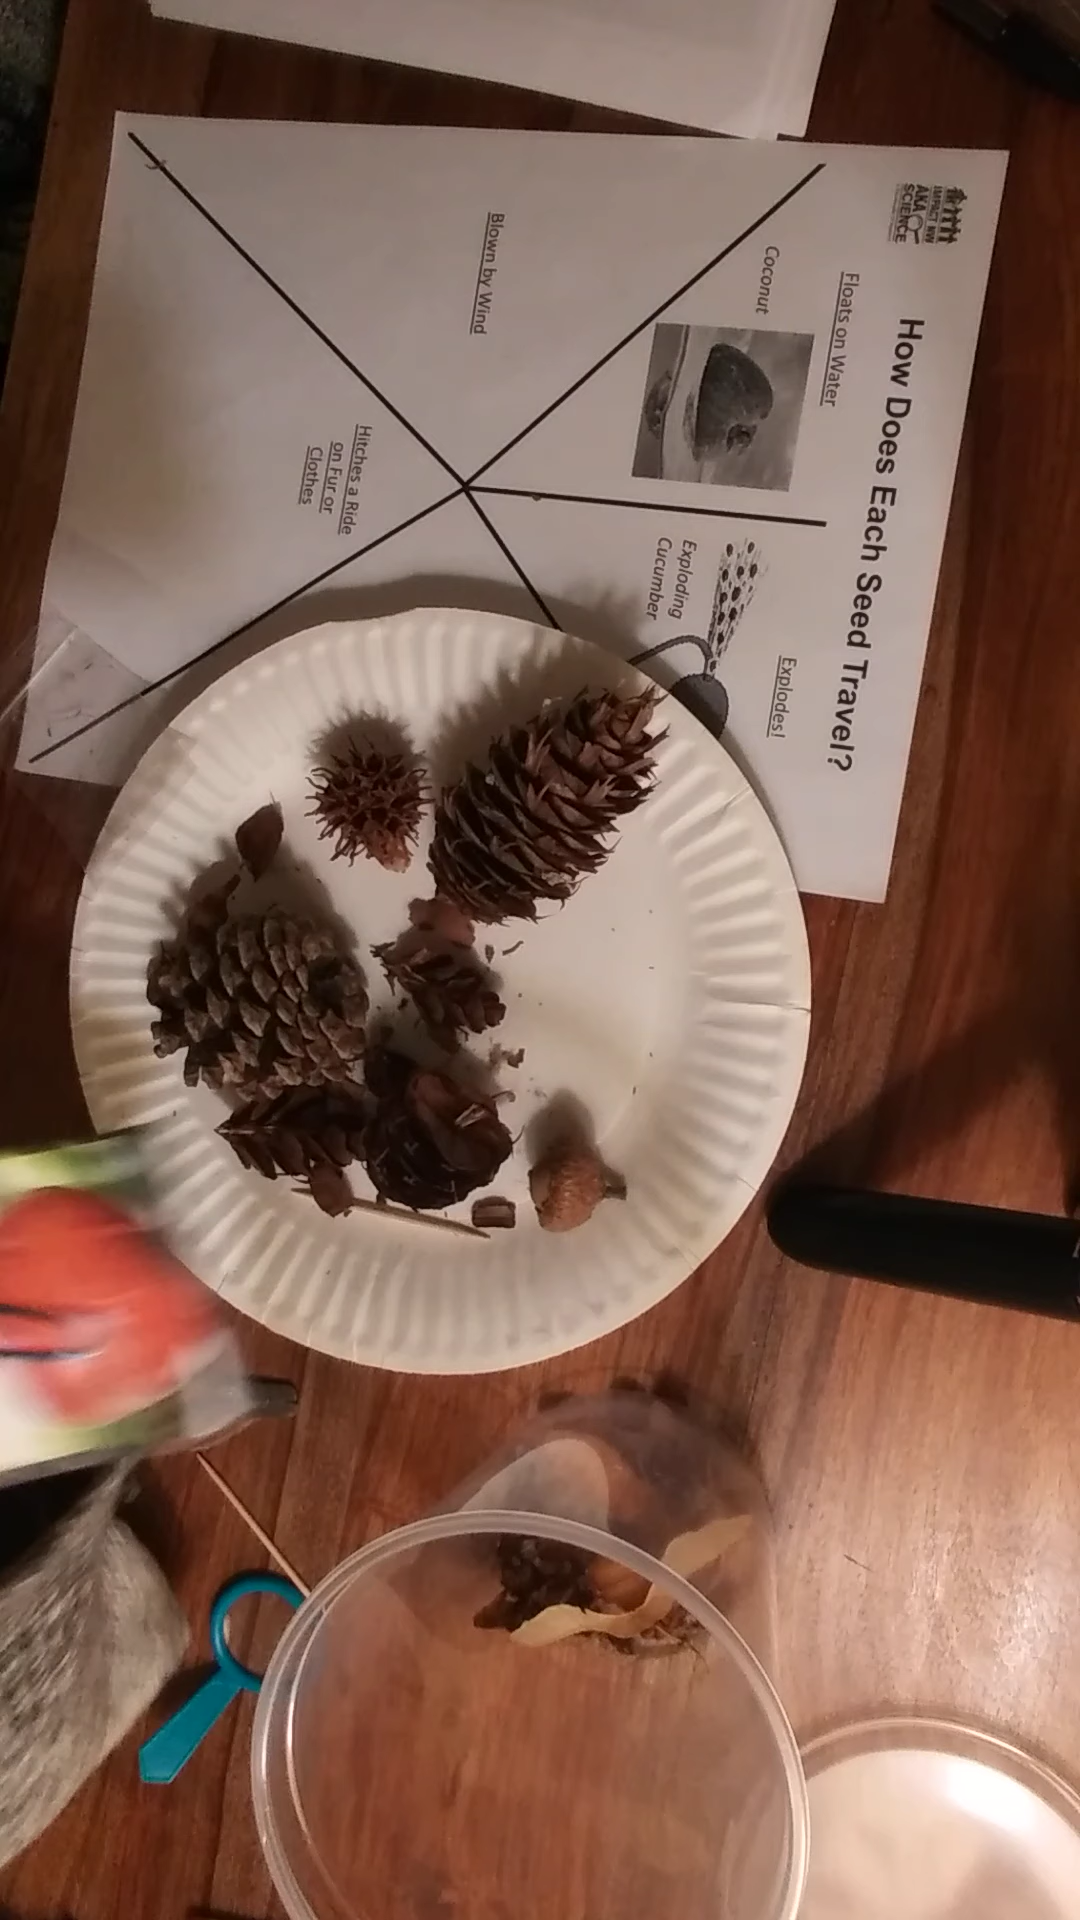 IMPACT NW
AKA
SCIENCE
How Does Each Seed Travel?
Floats on Water
Coconut
Explodes!
Exploding
Cucumber
Blown by Wind
Hitches a Ride
on Fur or
Clothes